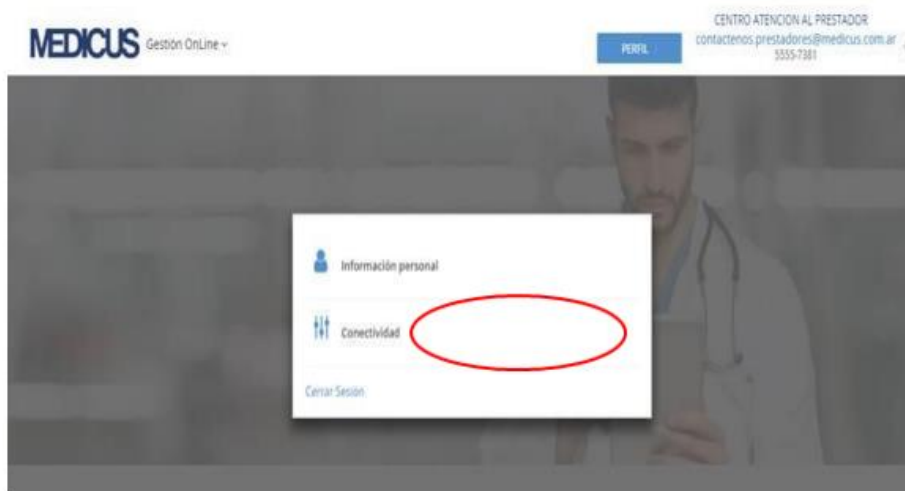 MEDICUS Gestión OnLine
PERFIL
CENTRO ATENCION AL PRESTADOR
contactenos.prestadores@medicus.com.ar
5555-7381
Información personal
Conectividad
Cerrar Sesión